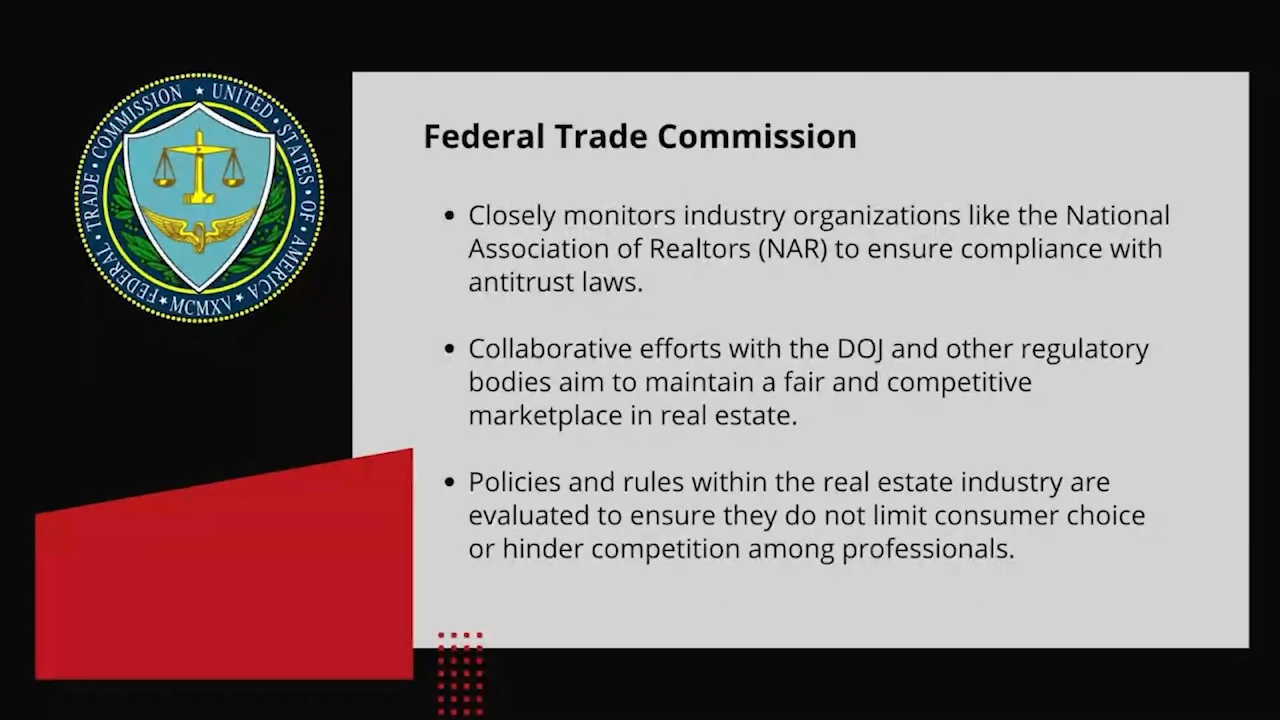 FEDERAL • TRADE • COMMISSION ★ UNITED • STATES • OF • AMERICA ★ MCMXV ★
Federal Trade Commission
• Closely monitors industry organizations like the National
Association of Realtors (NAR) to ensure compliance with
antitrust laws.
• Collaborative efforts with the DOJ and other regulatory
bodies aim to maintain a fair and competitive
marketplace in real estate.
• Policies and rules within the real estate industry are
evaluated to ensure they do not limit consumer choice
or hinder competition among professionals.